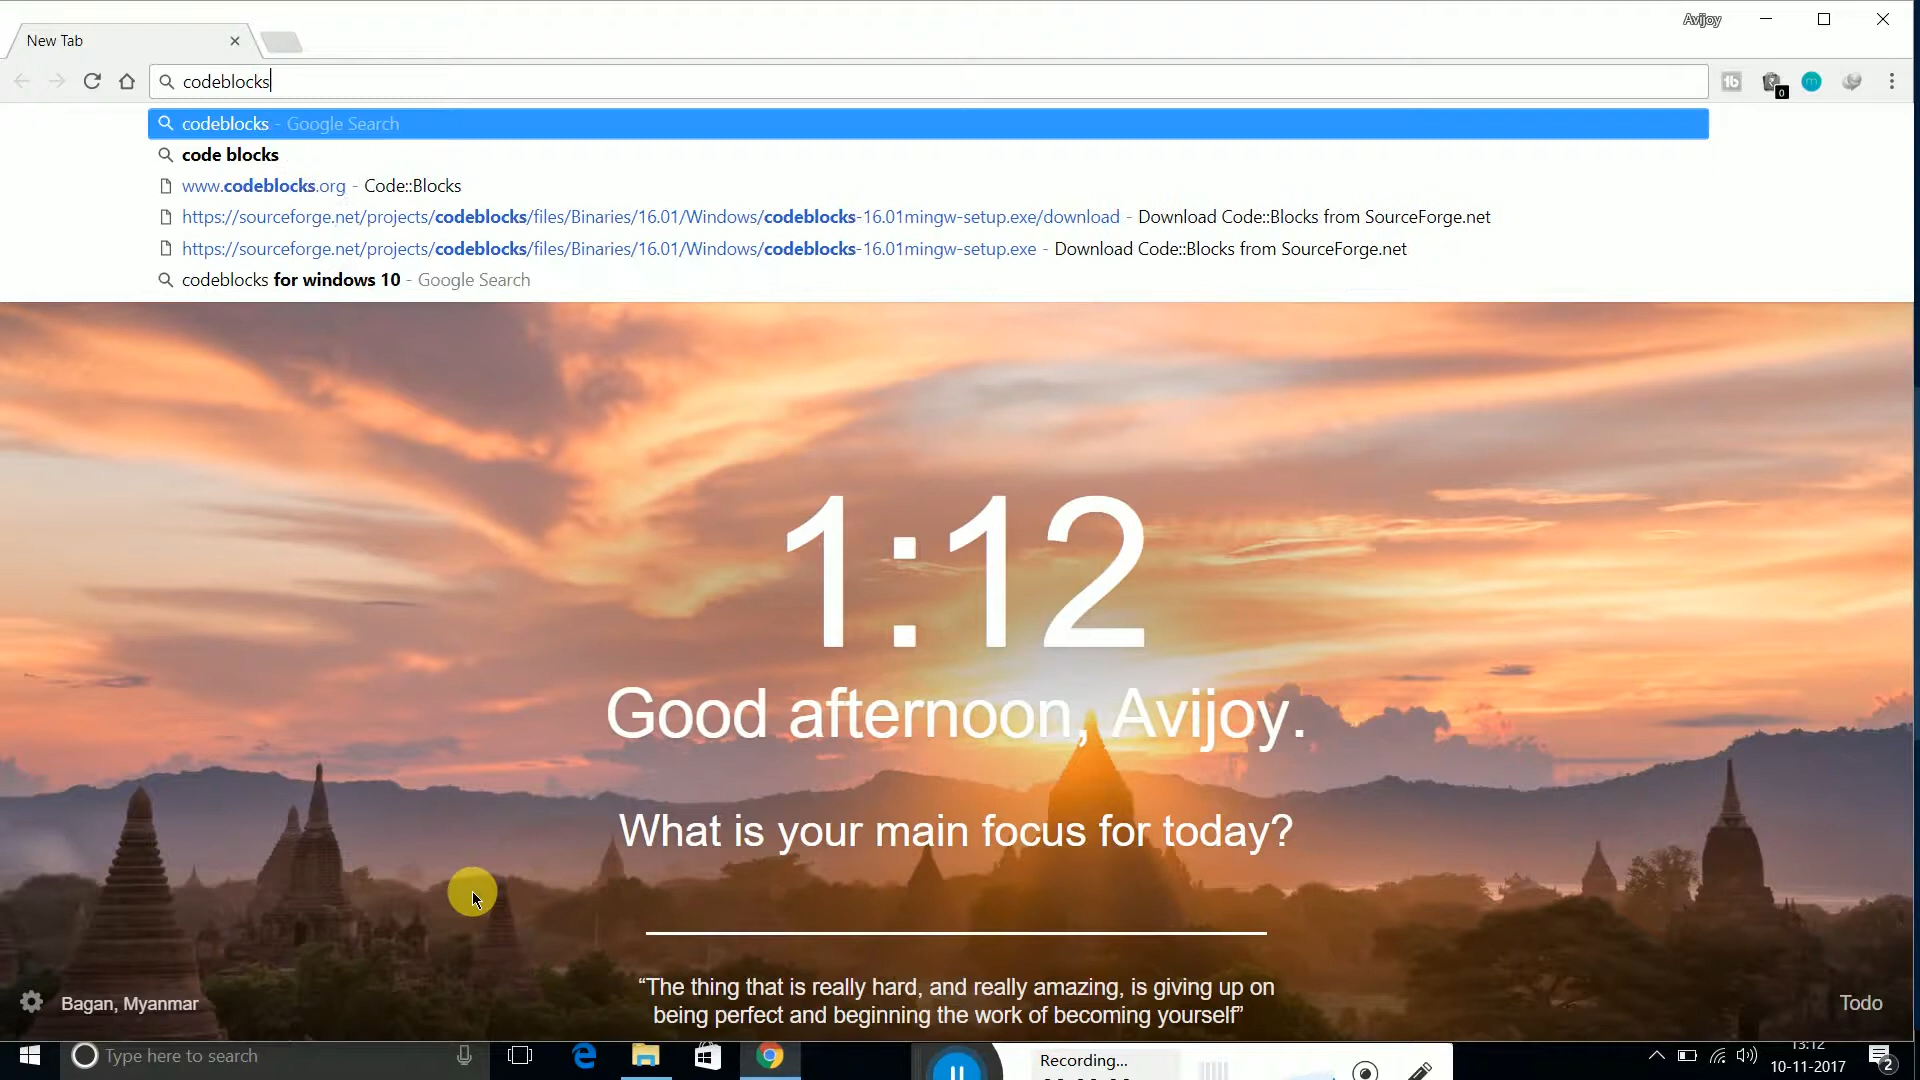 Avijoy
New Tab
codeblocks
0
codeblocks - Google Search
code blocks
www.codeblocks.org - Code::Blocks
https://sourceforge.net/projects/codeblocks/files/Binaries/16.01/Windows/codeblocks-16.01mingw-setup.exe/download - Download Code::Blocks from SourceForge.net
https://sourceforge.net/projects/codeblocks/files/Binaries/16.01/Windows/codeblocks-16.01mingw-setup.exe - Download Code::Blocks from SourceForge.net
codeblocks for windows 10 - Google Search
1:12
Good afternoon, Avijoy.
What is your main focus for today?
“The thing that is really hard, and really amazing, is giving up on
being perfect and beginning the work of becoming yourself”
Bagan, Myanmar
Todo
Type here to search
Recording...
13:12
10-11-2017
2